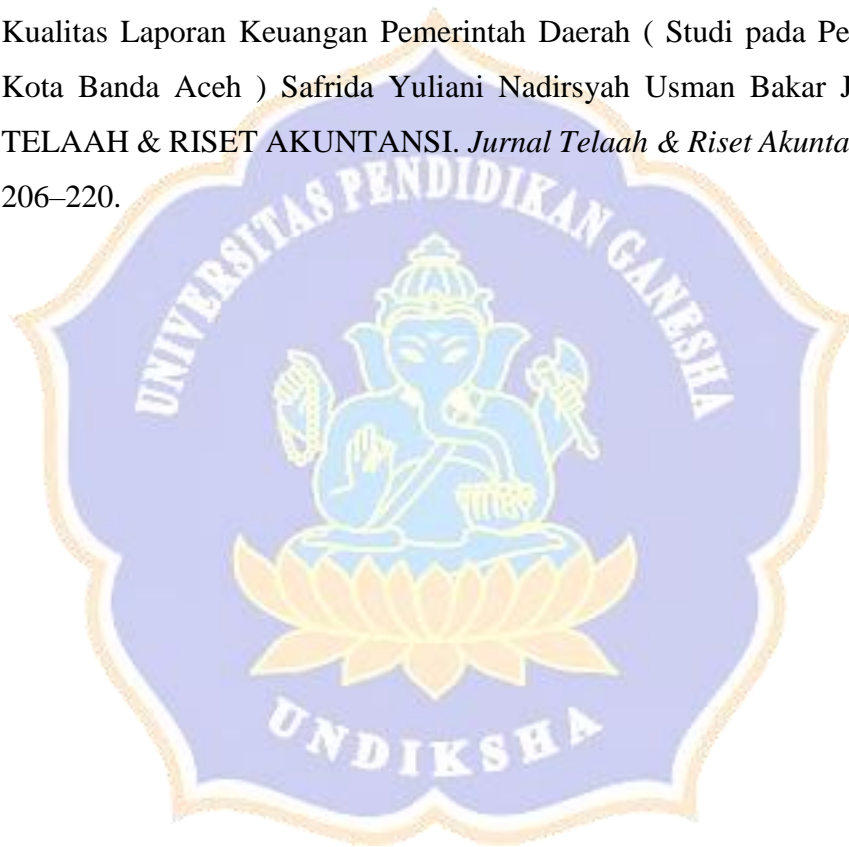 Kualitas Laporan Keuangan Pemerintah Daerah ( Studi pada Pe
Kota Banda Aceh ) Safrida Yuliani Nadirsyah Usman Bakar J
TELAAH & RISET AKUNTANSI. Jurnal Telaah & Riset Akunta
206–220.
UNIVERSITAS PENDIDIKAN GANESHA
UNDIKSHA